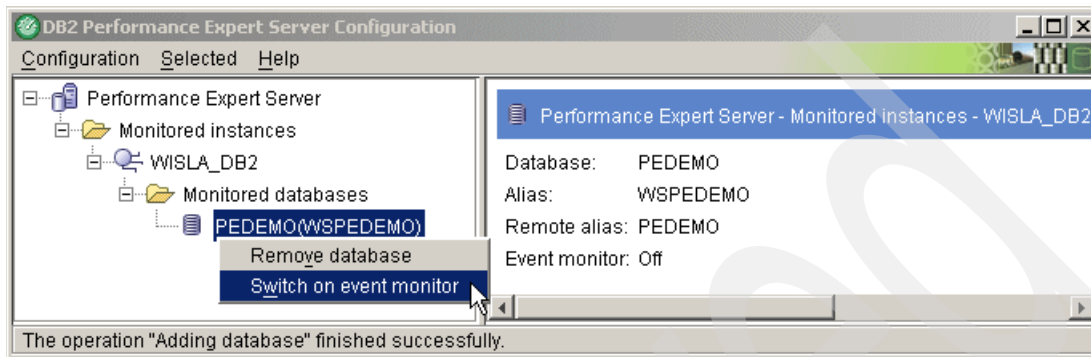 DB2 Performance Expert Server Configuration
Configuration Selected Help
Performance Expert Server
Monitored instances
WISLA_DB2
Monitored databases
PEDEMO(WSPEDEMO)
Remove database
Switch on event monitor
Performance Expert Server - Monitored instances - WISLA_DB2
Database: PEDEMO
Alias: WSPEDEMO
Remote alias: PEDEMO
Event monitor: Off
The operation "Adding database" finished successfully.